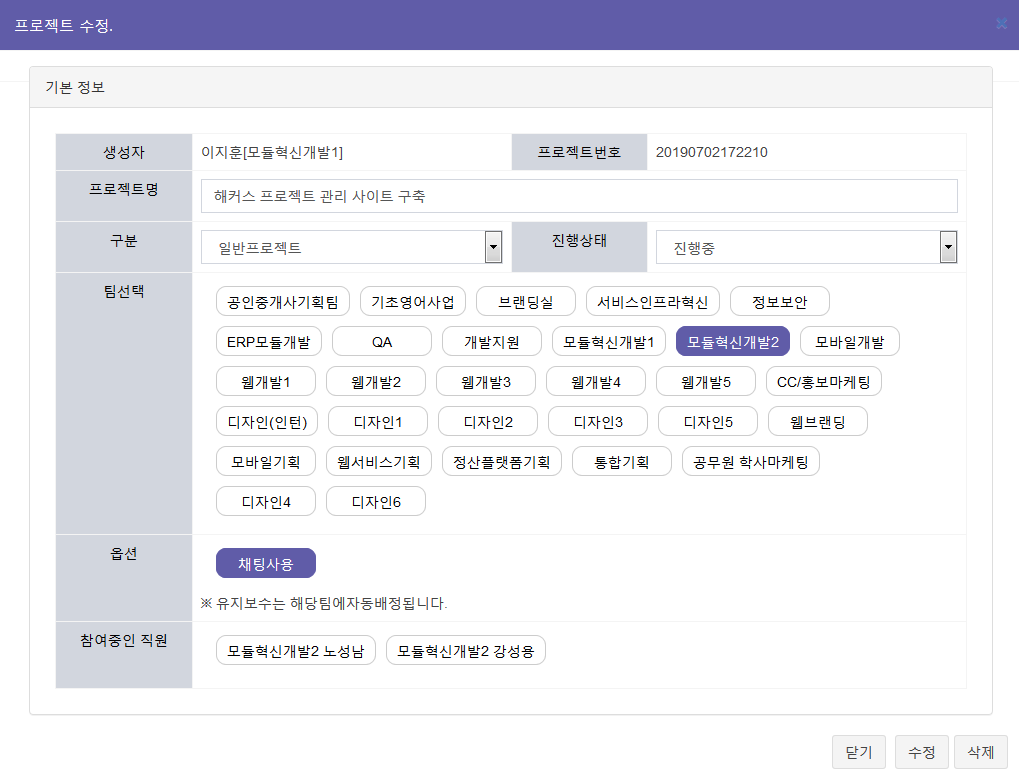 프로젝트 수정.
기본 정보
생성자 이지훈[모듈혁신개발1] 프로젝트번호 20190702172210
프로젝트명 해커스 프로젝트 관리 사이트 구축
구분 일반프로젝트 진행상태 진행중
팀선택 공인중개사기획팀 기초영어사업 브랜딩실 서비스인프라혁신 정보보안
ERP모듈개발 QA 개발지원 모듈혁신개발1 모듈혁신개발2 모바일개발
웹개발1 웹개발2 웹개발3 웹개발4 웹개발5 CC/홍보마케팅
디자인(인턴) 디자인1 디자인2 디자인3 디자인5 웹브랜딩
모바일기획 웹서비스기획 정산플랫폼기획 통합기획 공무원 학사마케팅
디자인4 디자인6
옵션 채팅사용
※ 유지보수는 해당팀에자동배정됩니다.
참여중인 직원 모듈혁신개발2 노성남 모듈혁신개발2 강성용
닫기 수정 삭제